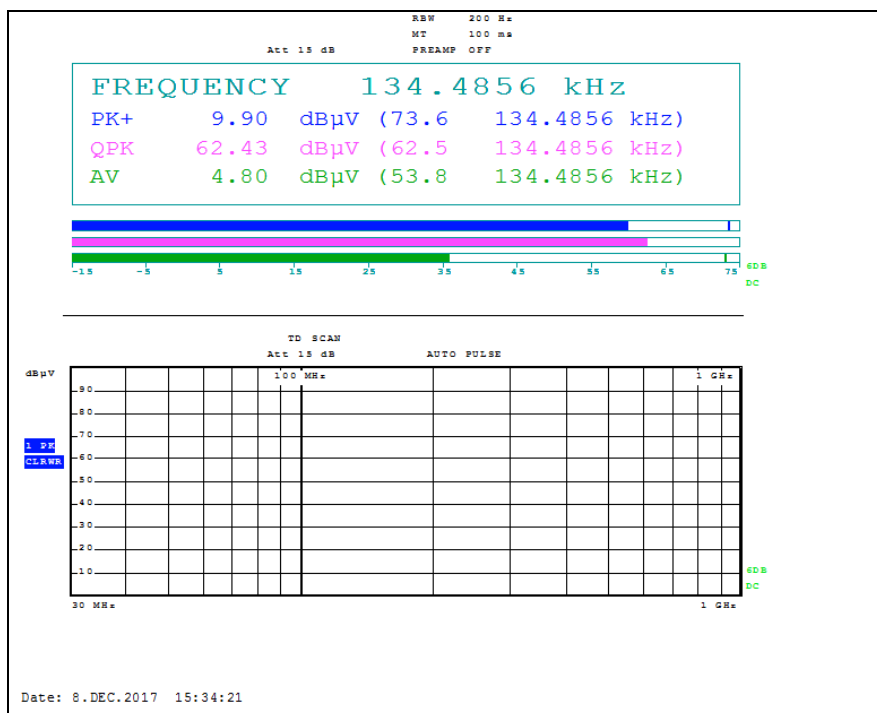 RBW 200 Hz
MT 100 ms
Att 15 dB PREAMP OFF
FREQUENCY 134.4856 kHz
PK+ 9.90 dBµV (73.6 134.4856 kHz)
QPK 62.43 dBµV (62.5 134.4856 kHz)
AV 4.80 dBµV (53.8 134.4856 kHz)
-15 -5 5 15 25 35 45 55 65 75 6DB
DC
TD SCAN
Att 15 dB AUTO PULSE
dBµV 100 MHz 1 GHz
90
80
70
1 PK
CLRWR 60
50
40
30
20
10 6DB
DC
30 MHz 1 GHz
Date: 8.DEC.2017 15:34:21